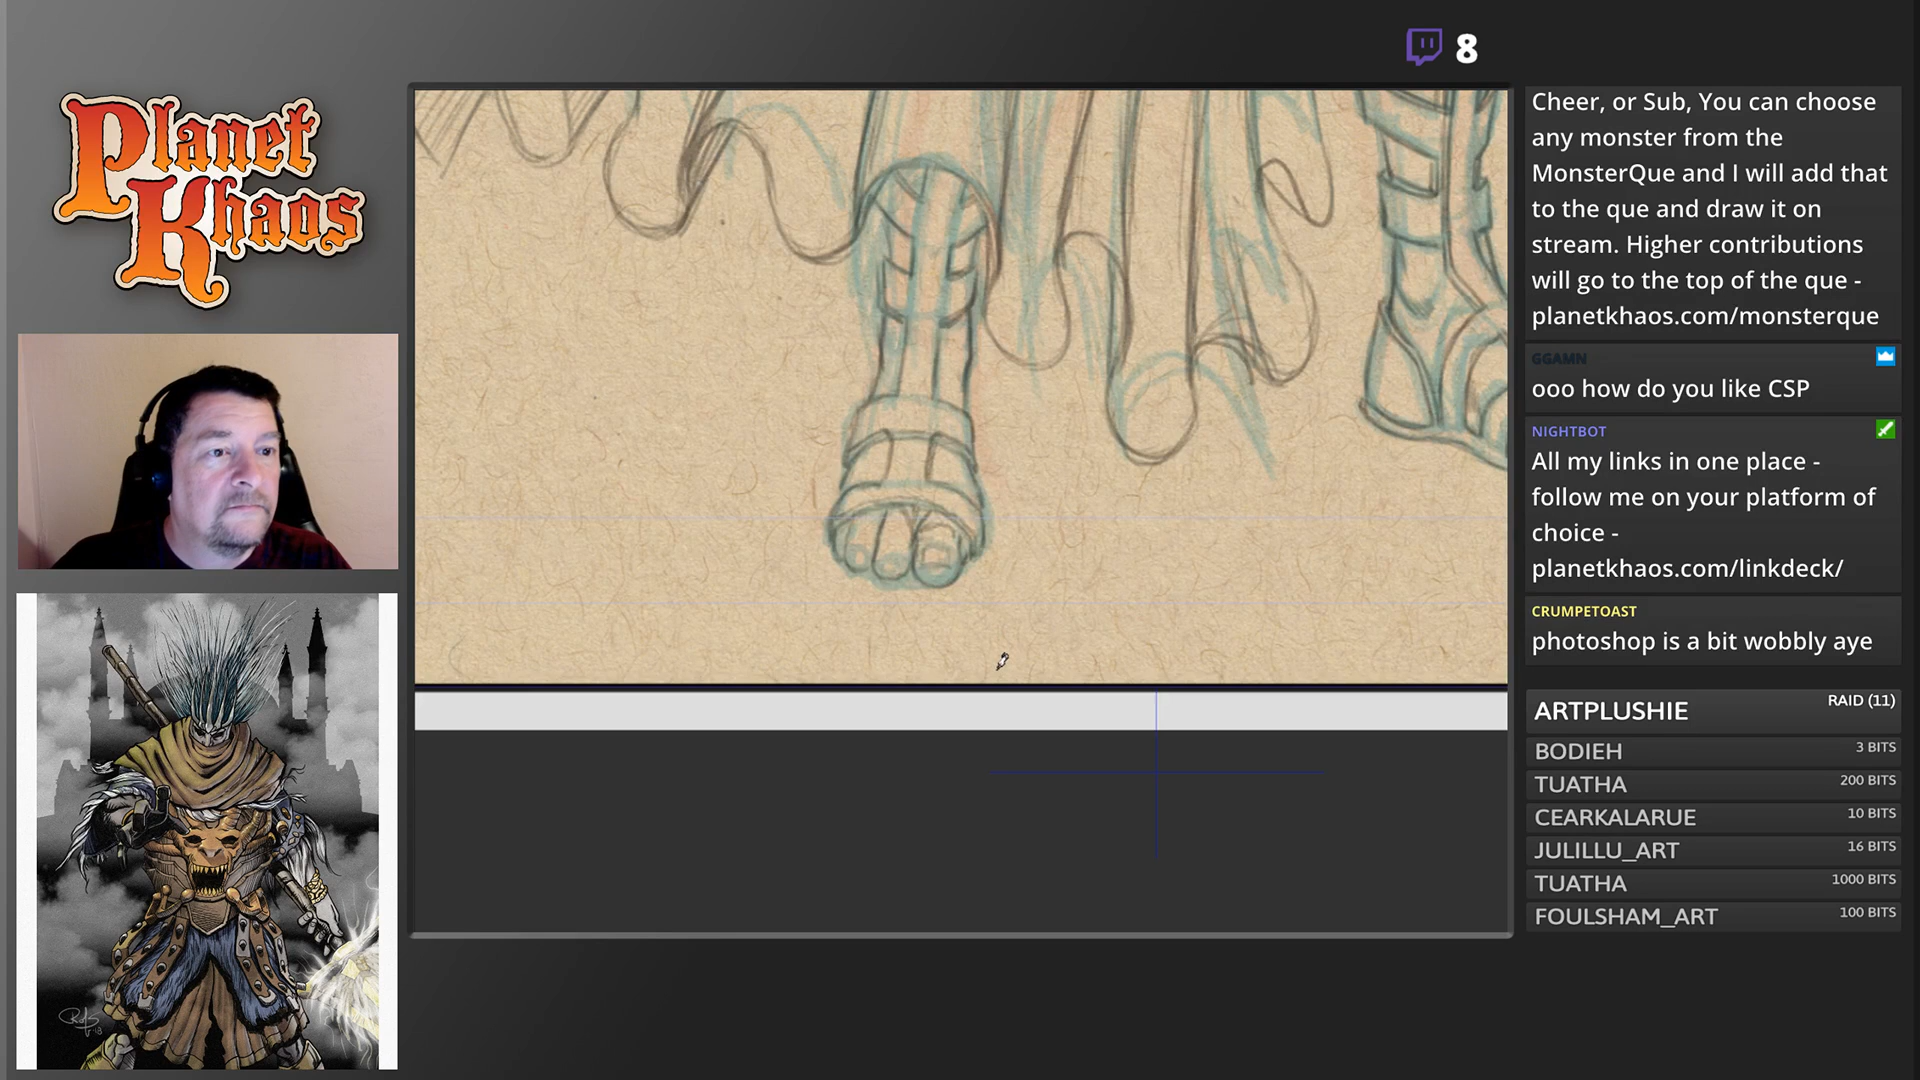 8
Planet
Khaos
Cheer, or Sub, You can choose
any monster from the
MonsterQue and I will add that
to the que and draw it on
stream. Higher contributions
will go to the top of the que -
planetkhaos.com/monsterque
GGAMN
ooo how do you like CSP
NIGHTBOT
All my links in one place -
follow me on your platform of
choice -
planetkhaos.com/linkdeck/
CRUMPETOAST
photoshop is a bit wobbly aye
ARTPLUSHIE RAID (11)
BODIEH 3 BITS
TUATHA 200 BITS
CEARKALARUE 10 BITS
JULILLU_ART 16 BITS
TUATHA 1000 BITS
FOULSHAM_ART 100 BITS